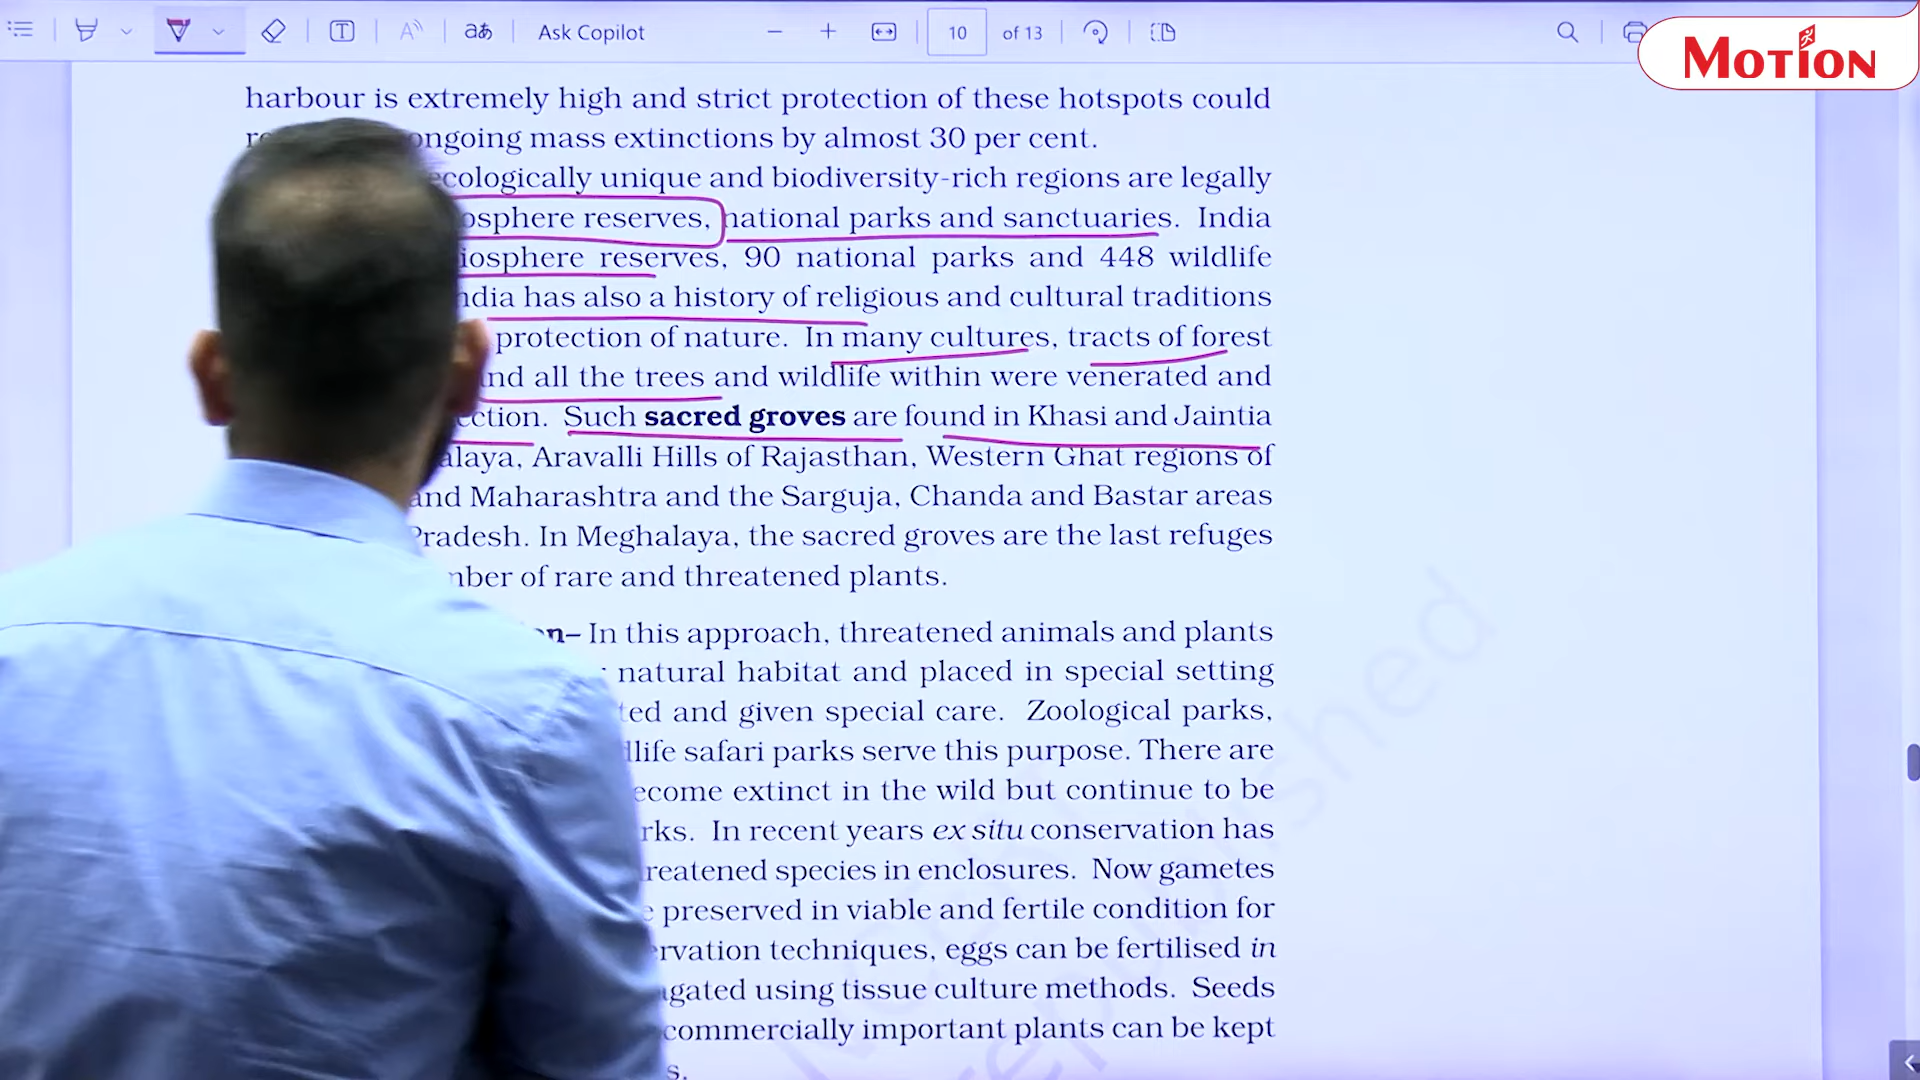 Ask Copilot
10 of 13
MOTION
harbour is extremely high and strict protection of these hotspots could
ongoing mass extinctions by almost 30 per cent.
ecologically unique and biodiversity-rich regions are legally
osphere reserves, national parks and sanctuaries. India
iosphere reserves, 90 national parks and 448 wildlife
ndia has also a history of religious and cultural traditions
protection of nature. In many cultures, tracts of forest
nd all the trees and wildlife within were venerated and
ction. Such sacred groves are found in Khasi and Jaintia
alaya, Aravalli Hills of Rajasthan, Western Ghat regions of
and Maharashtra and the Sarguja, Chanda and Bastar areas
Pradesh. In Meghalaya, the sacred groves are the last refuges
mber of rare and threatened plants.
n– In this approach, threatened animals and plants
natural habitat and placed in special setting
ted and given special care. Zoological parks,
dlife safari parks serve this purpose. There are
ecome extinct in the wild but continue to be
rks. In recent years ex situ conservation has
reatened species in enclosures. Now gametes
e preserved in viable and fertile condition for
rvation techniques, eggs can be fertilised in
agated using tissue culture methods. Seeds
commercially important plants can be kept
s.